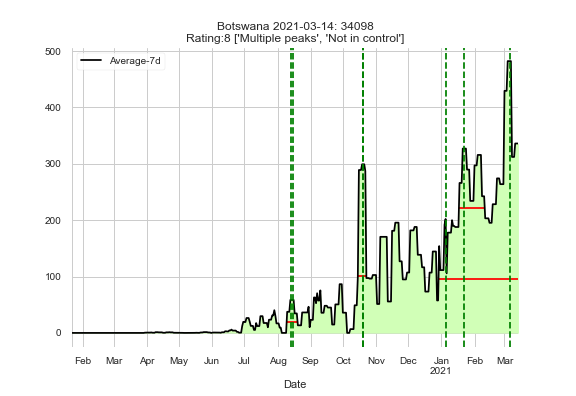 Botswana 2021-03-14: 34098
Rating:8 ['Multiple peaks', 'Not in control']
500
Average-7d
400
300
200
100
0
Feb Mar Apr May Jun Jul Aug Sep Oct Nov Dec Jan Feb Mar
2021
Date